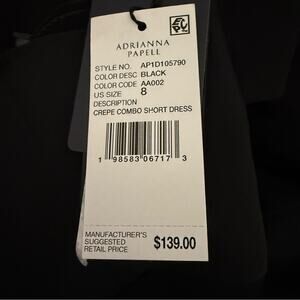 ADRIANNA
PAPELL
STYLE NO. AP1D105790
COLOR DESC BLACK
COLOR CODE AA002
US SIZE 8
DESCRIPTION
CREPE COMBO SHORT DRESS
1 98583 06717 3
MANUFACTURER'S
SUGGESTED
RETAIL PRICE $139.00